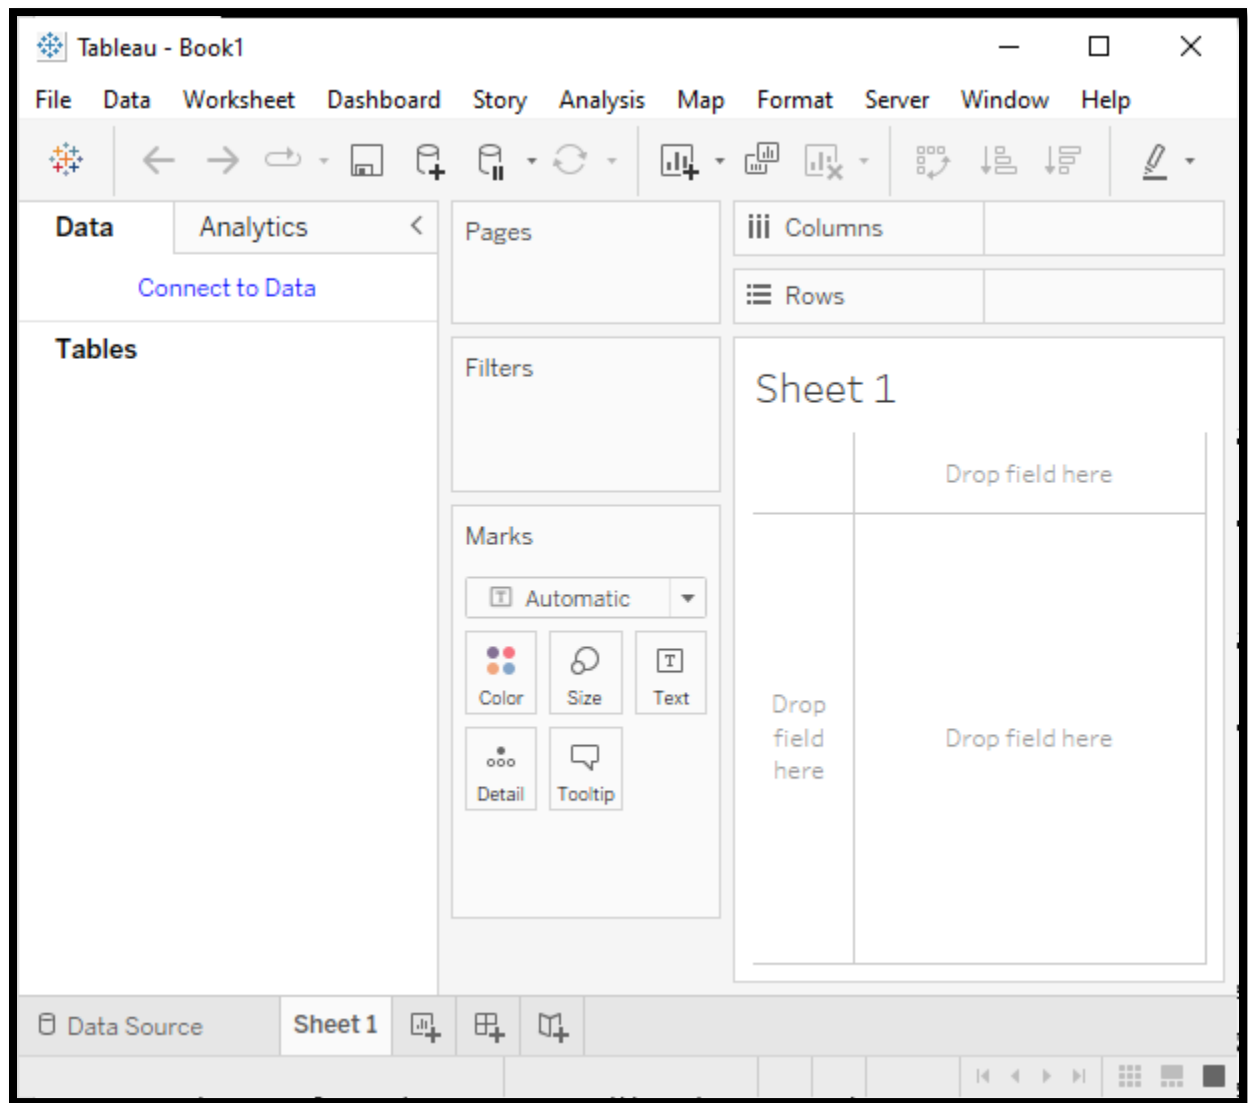 Tableau - Book1
File Data Worksheet Dashboard Story Analysis Map Format Server Window Help
Data Analytics
Connect to Data
Tables
Pages
Filters
Marks
T Automatic
Color Size T Text
Detail Tooltip
Columns
Rows
Sheet 1
Drop field here
Drop
field
here
Drop field here
Data Source Sheet 1